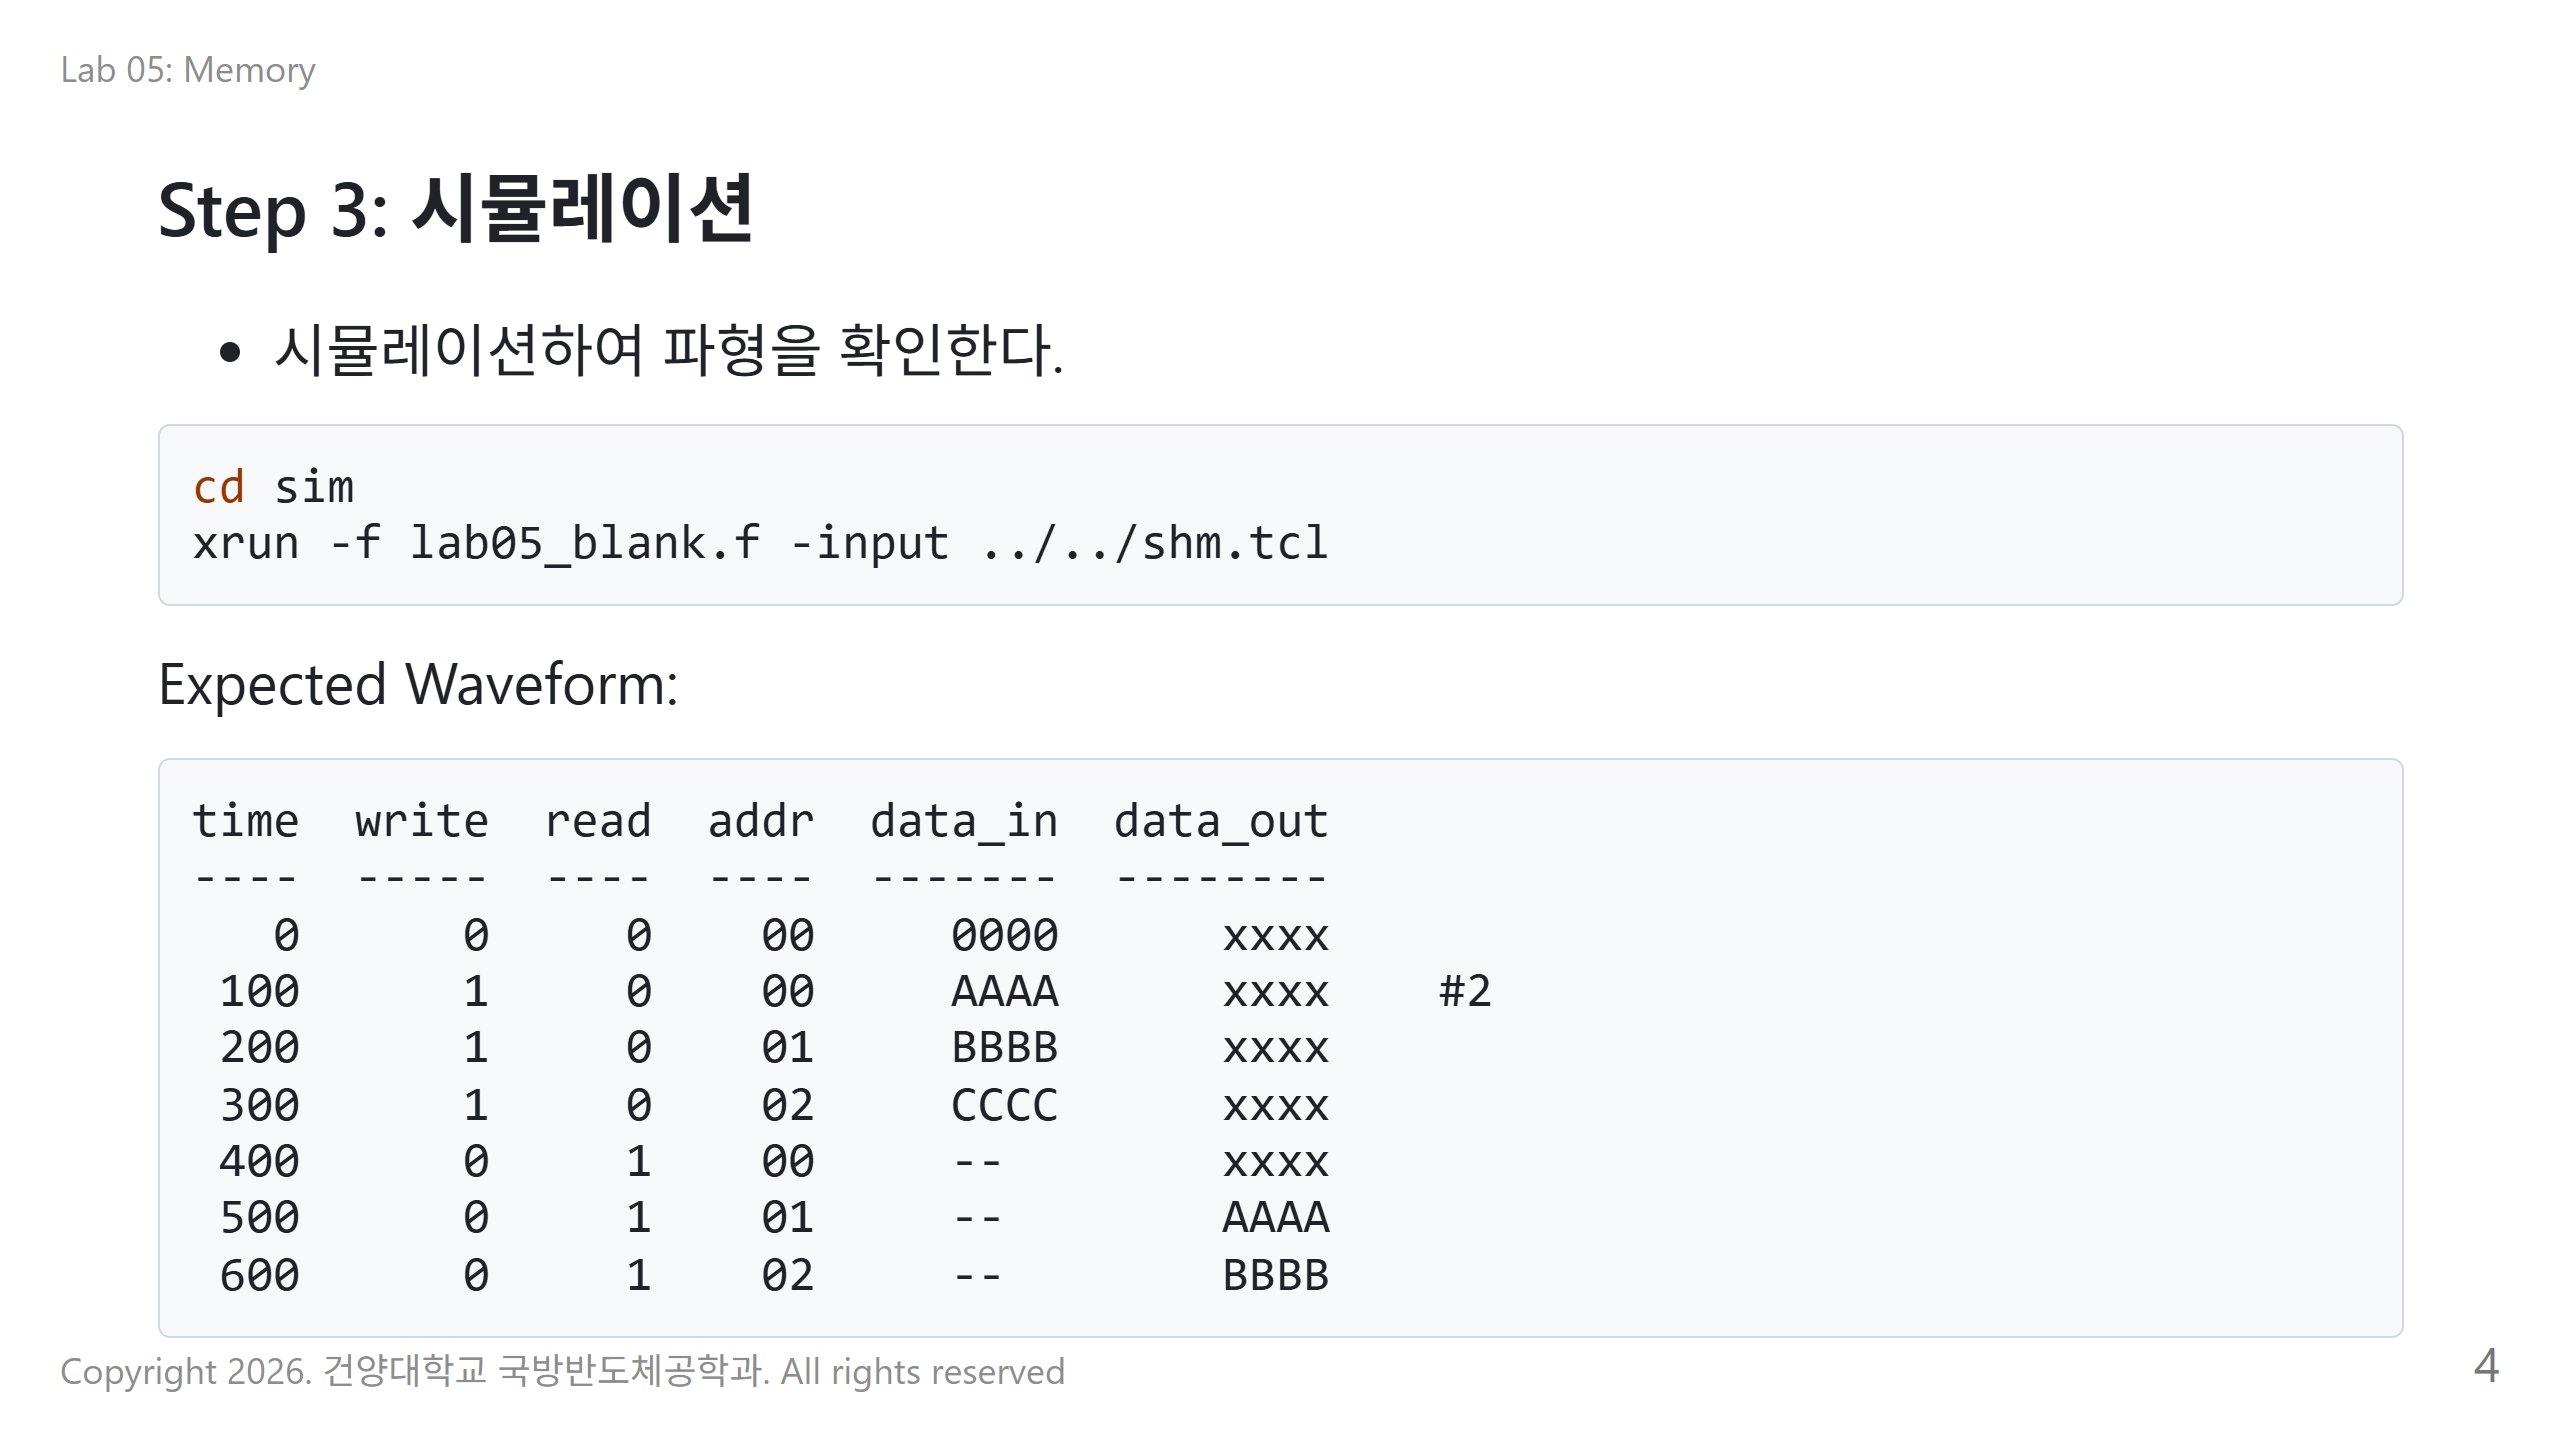 Lab 05: Memory
Step 3: 시뮬레이션
• 시뮬레이션하여 파형을 확인한다.
cd sim
xrun -f lab05_blank.f -input ../../shm.tcl
Expected Waveform:
time  write  read  addr  data_in  data_out
----  -----  ----  ----  -------  --------
   0      0     0    00     0000      xxxx
 100      1     0    00     AAAA      xxxx    #2
 200      1     0    01     BBBB      xxxx
 300      1     0    02     CCCC      xxxx
 400      0     1    00     --        xxxx
 500      0     1    01     --        AAAA
 600      0     1    02     --        BBBB
Copyright 2026. 건양대학교 국방반도체공학과. All rights reserved
4